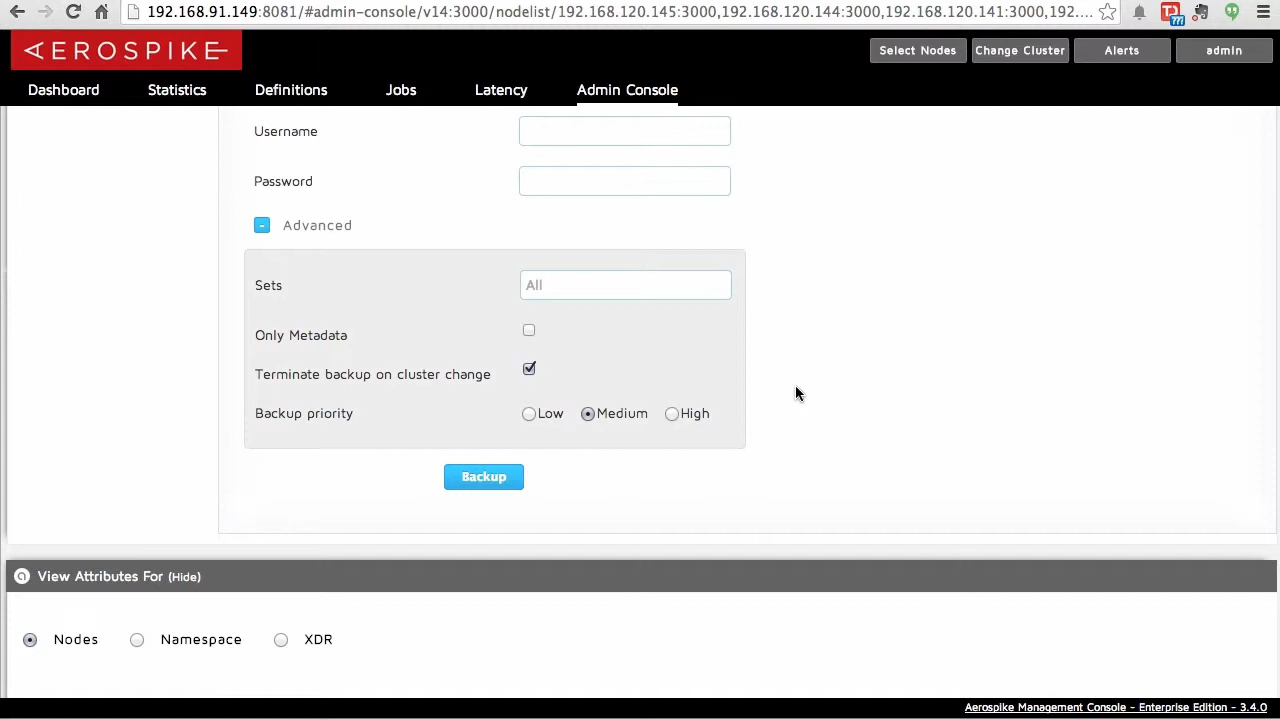 192.168.91.149:8081/#admin-console/v14:3000/nodelist/192.168.120.145:3000,192.168.120.144:3000,192.168.120.141:3000,192....
AEROSPIKE
Select Nodes Change Cluster Alerts admin
Dashboard Statistics Definitions Jobs Latency Admin Console
Username
Password
- Advanced
Sets All
Only Metadata
Terminate backup on cluster change
Backup priority Low Medium High
Backup
View Attributes For (Hide)
Nodes Namespace XDR
Aerospike Management Console - Enterprise Edition - 3.4.0